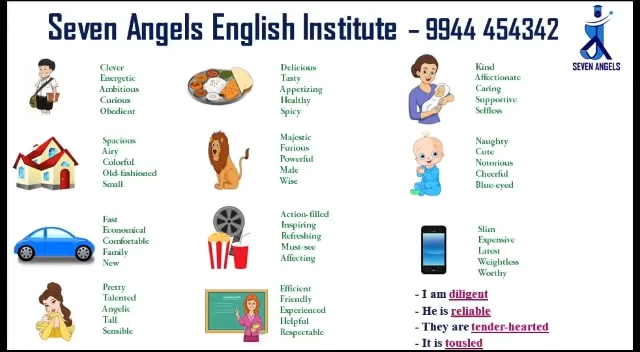 Seven Angels English Institute – 9944 454342
SEVEN ANGELS
Clever
Energetic
Ambitious
Curious
Obedient
Delicious
Tasty
Appetizing
Healthy
Spicy
Kind
Affectionate
Caring
Supportive
Selfless
Spacious
Airy
Colorful
Old-fashioned
Small
Majestic
Furious
Powerful
Male
Wise
Naughty
Cute
Notorious
Cheerful
Blue-eyed
Fast
Economical
Comfortable
Family
New
Action-filled
Inspiring
Refreshing
Must-see
Affecting
Slim
Expensive
Latest
Weightless
Worthy
Pretty
Talented
Angelic
Tall
Sensible
Efficient
Friendly
Experienced
Helpful
Respectable
- I am diligent
- He is reliable
- They are tender-hearted
- It is tousled